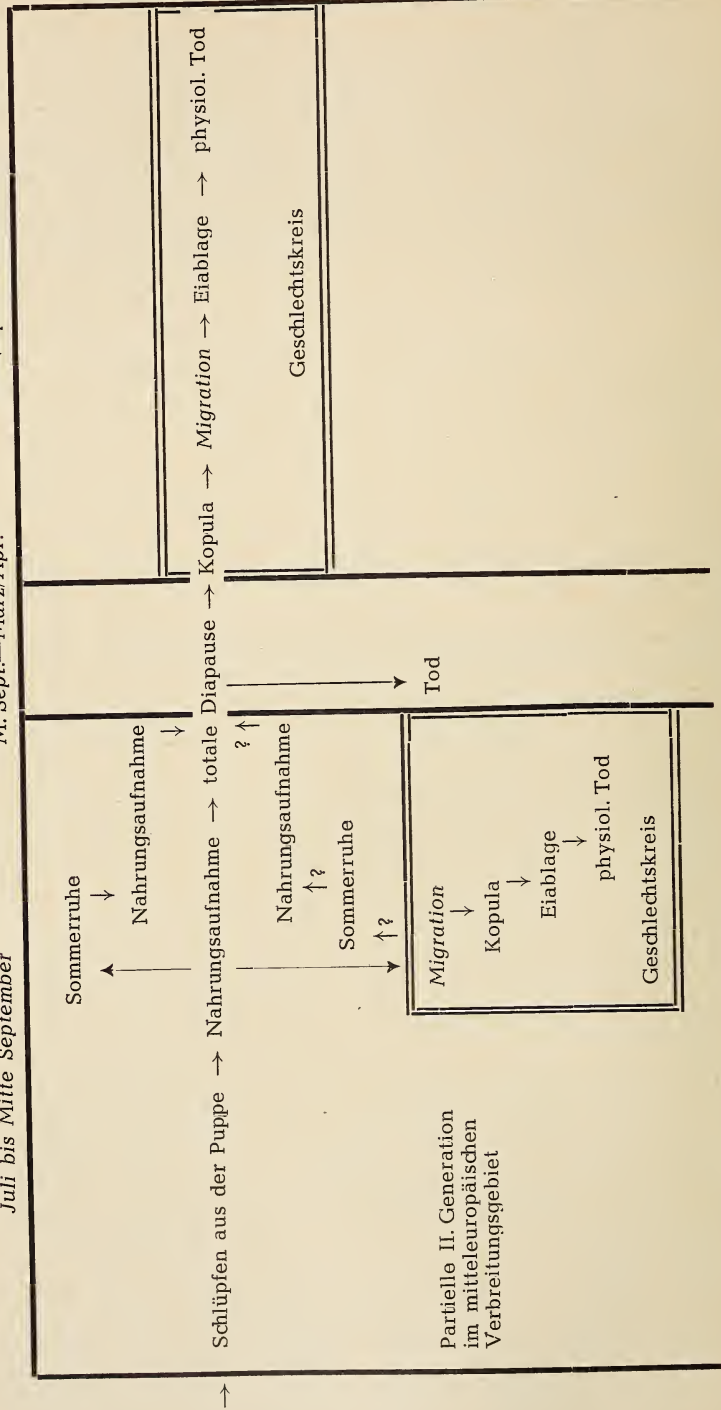 Juli bis Mitte September
M. Sept.—März/Apr.
Sommerruhe
↓
Nahrungsaufnahme
↓
→ Schlüpfen aus der Puppe → Nahrungsaufnahme → totale Diapause → Kopula → Migration → Eiablage → physiol. Tod
? ↑
Nahrungsaufnahme
↑?
Sommerruhe
↑?
Tod
Geschlechtskreis
Partielle II. Generation
im mitteleuropäischen
Verbreitungsgebiet
Migration
↓
Kopula
↓
Eiablage
↓
physiol. Tod
Geschlechtskreis